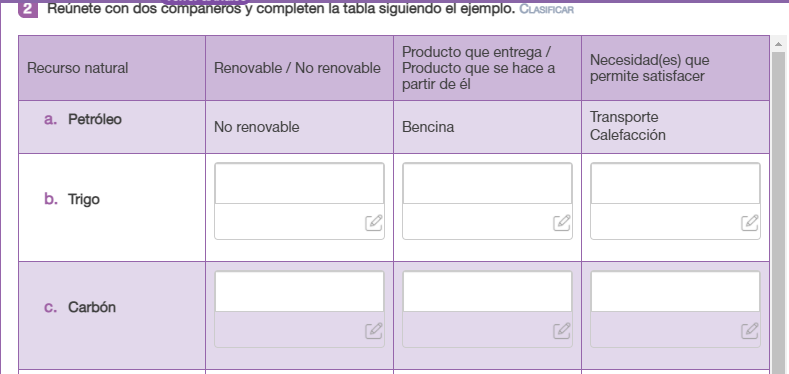 2 Reúnete con dos compañeros y completen la tabla siguiendo el ejemplo. CLASIFICAR
Recurso natural
Renovable / No renovable
Producto que entrega /
Producto que se hace a
partir de él
Necesidad(es) que
permite satisfacer
a. Petróleo
No renovable
Bencina
Transporte
Calefacción
b. Trigo
c. Carbón